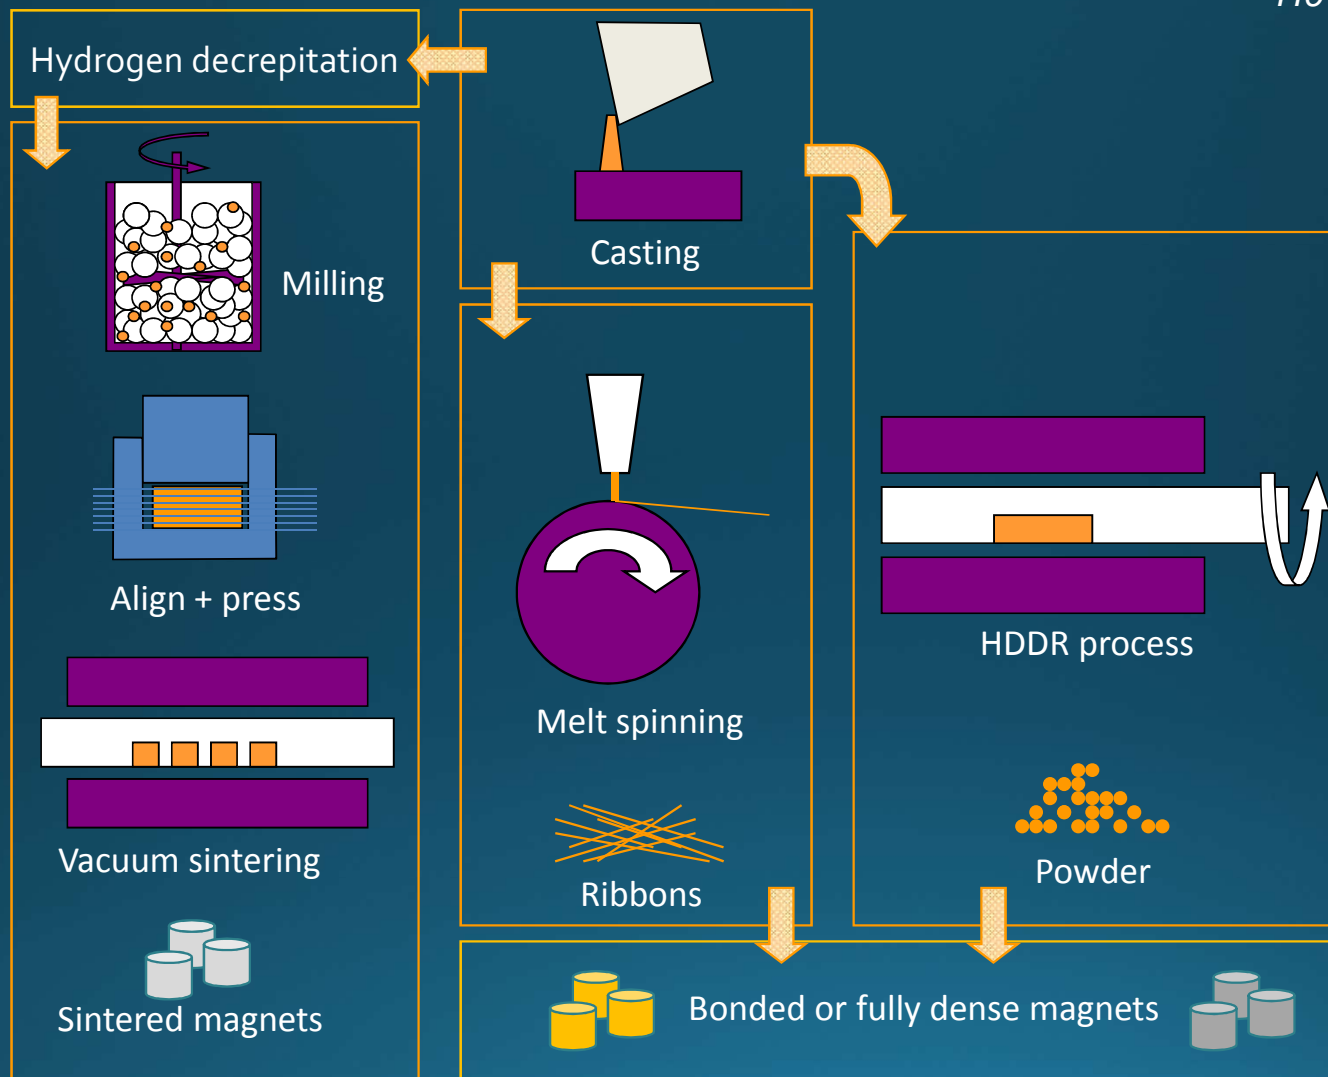 Hydrogen decrepitation
Casting
Milling
Align + press
Vacuum sintering
Sintered magnets
Melt spinning
Ribbons
HDDR process
Powder
Bonded or fully dense magnets